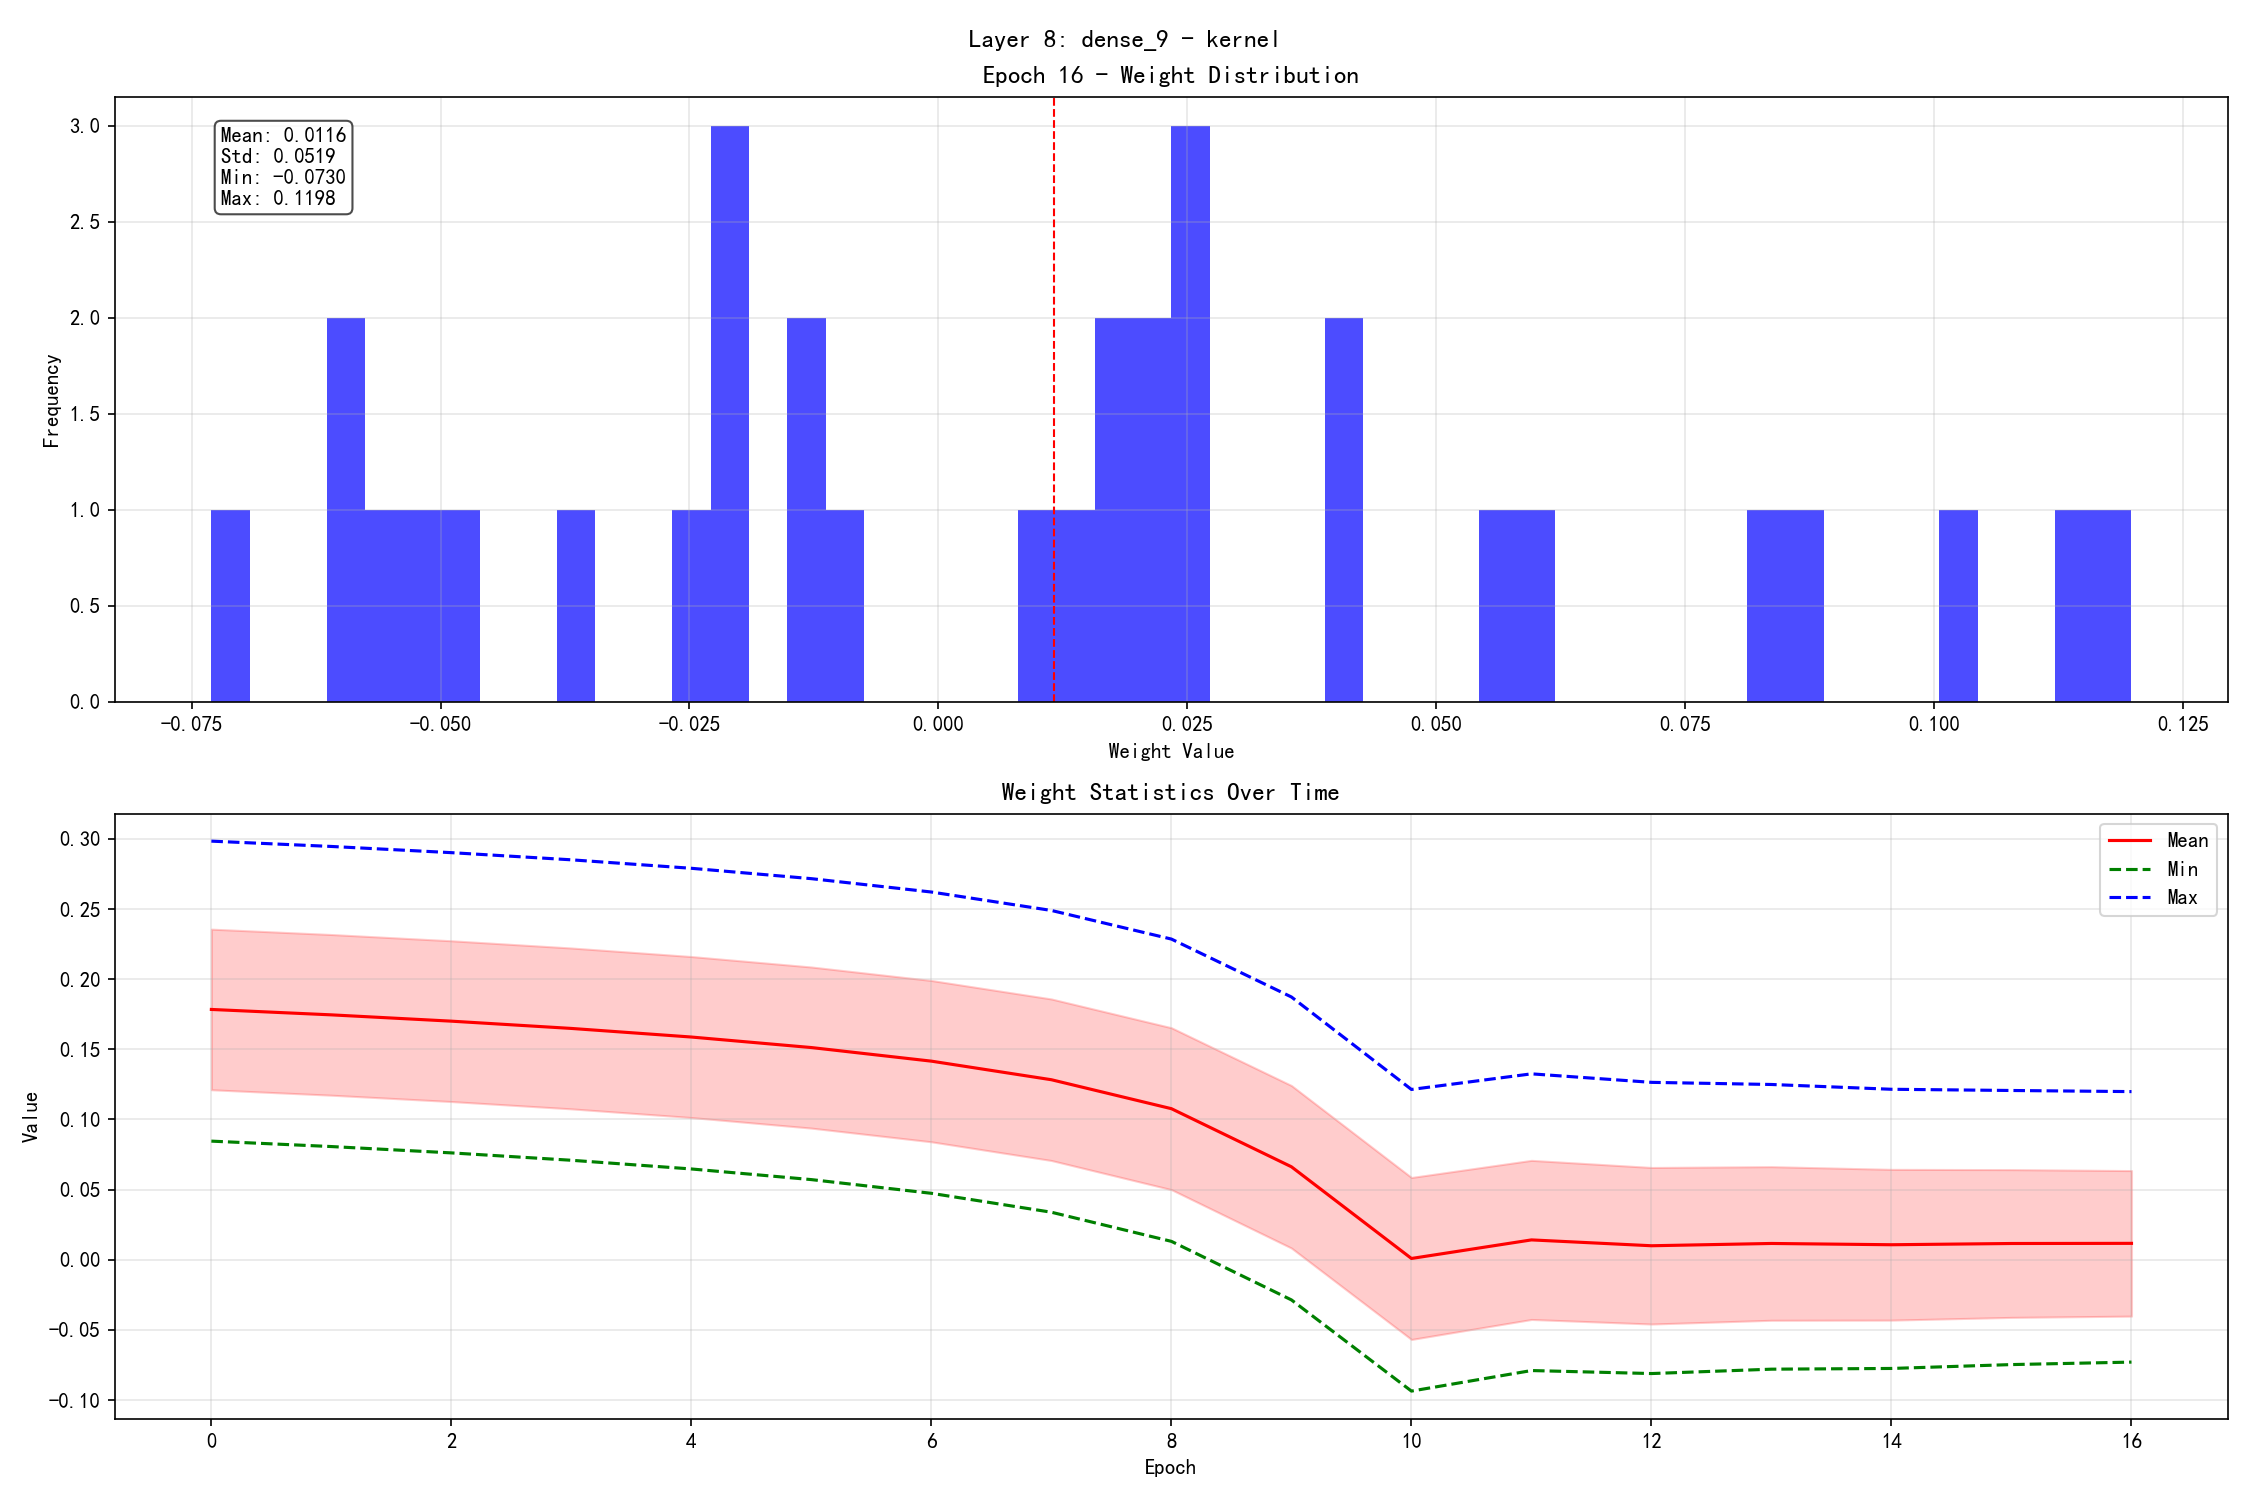 Layer 8: dense_9 - kernel
Epoch 16 - Weight Distribution
Mean: 0.0116
Std: 0.0519
Min: -0.0730
Max: 0.1198
3.0
2.5
2.0
1.5
1.0
0.5
0.0
Frequency
-0.075 -0.050 -0.025 0.000 0.025 0.050 0.075 0.100 0.125
Weight Value
Weight Statistics Over Time
Mean
Min
Max
0.30
0.25
0.20
0.15
0.10
0.05
0.00
-0.05
-0.10
Value
0 2 4 6 8 10 12 14 16
Epoch